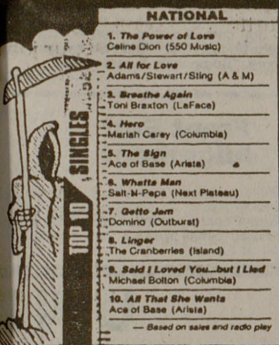 NATIONAL
TOP 10 SINGLES
1. The Power of Love
Celine Dion (550 Music)
2. All for Love
Adams/Stewart/Sting (A & M)
3. Breathe Again
Toni Braxton (LaFace)
4. Hero
Mariah Carey (Columbia)
5. The Sign
Ace of Base (Arista)
6. Whatta Man
Salt-N-Pepa (Next Plateau)
7. Getto Jam
Domino (Outburst)
8. Linger
The Cranberries (Island)
9. Said I Loved You...but I Lied
Michael Bolton (Columbia)
10. All That She Wants
Ace of Base (Arista)
— Based on sales and radio play